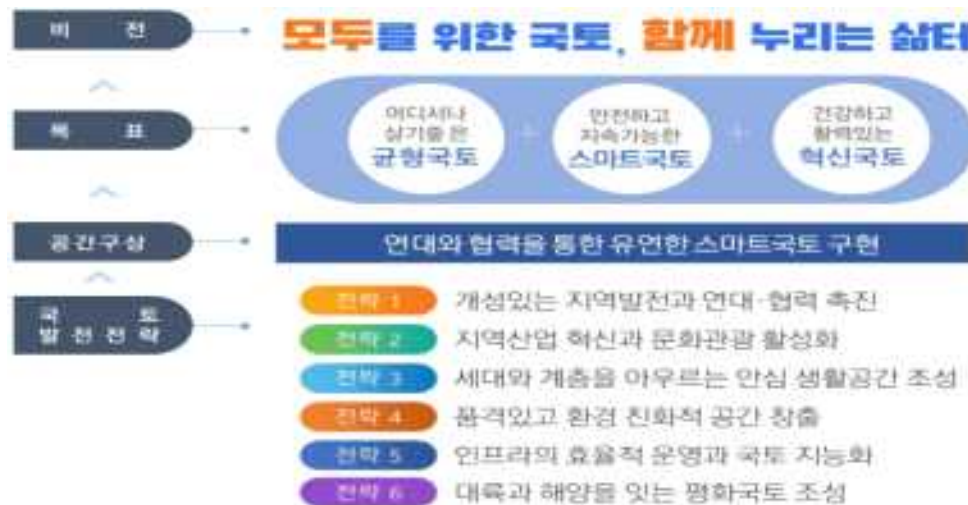 비 전
모두를 위한 국토, 함께 누리는 삶터
목 표
어디서나
살기좋은
균형국토
+
안전하고
지속가능한
스마트국토
+
건강하고
활력있는
혁신국토
공간구상
연대와 협력을 통한 유연한 스마트국토 구현
국 토
발전전략
전략 1 개성있는 지역발전과 연대·협력 촉진
전략 2 지역산업 혁신과 문화관광 활성화
전략 3 세대와 계층을 아우르는 안심 생활공간 조성
전략 4 품격있고 환경 친화적 공간 창출
전략 5 인프라의 효율적 운영과 국토 지능화
전략 6 대륙과 해양을 잇는 평화국토 조성